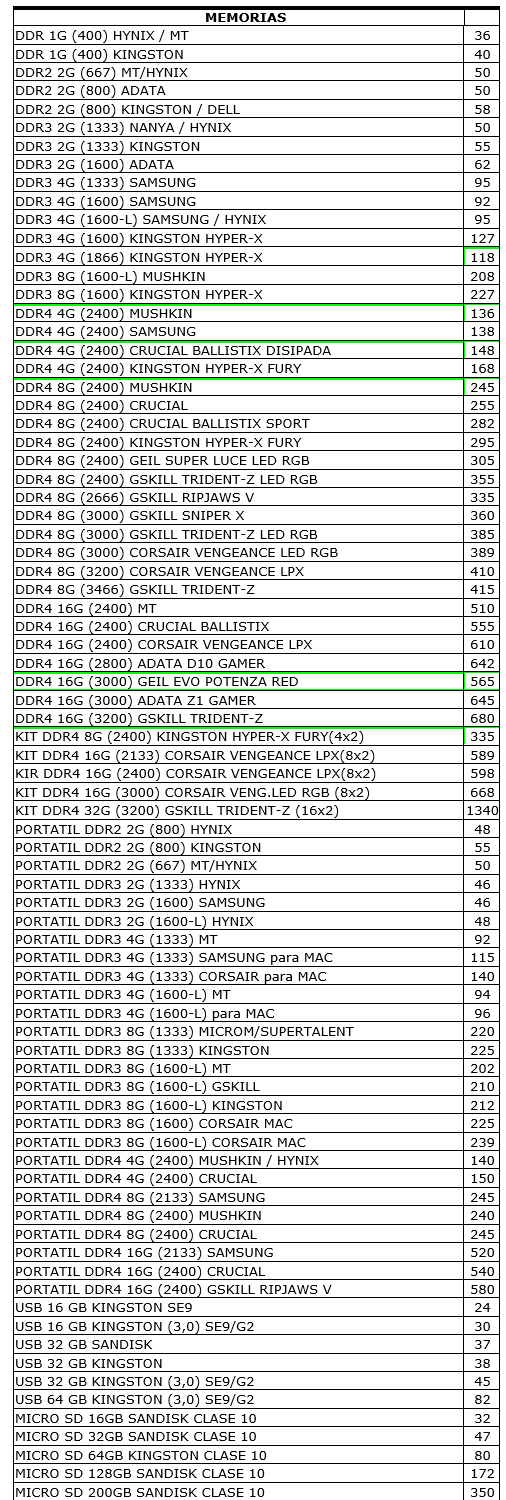 MEMORIAS
DDR 1G (400) HYNIX / MT 36
DDR 1G (400) KINGSTON 40
DDR2 2G (667) MT/HYNIX 50
DDR2 2G (800) ADATA 50
DDR2 2G (800) KINGSTON / DELL 58
DDR3 2G (1333) NANYA / HYNIX 50
DDR3 2G (1333) KINGSTON 55
DDR3 2G (1600) ADATA 62
DDR3 4G (1333) SAMSUNG 95
DDR3 4G (1600) SAMSUNG 92
DDR3 4G (1600-L) SAMSUNG / HYNIX 95
DDR3 4G (1600) KINGSTON HYPER-X 127
DDR3 4G (1866) KINGSTON HYPER-X 118
DDR3 8G (1600-L) MUSHKIN 208
DDR3 8G (1600) KINGSTON HYPER-X 227
DDR4 4G (2400) MUSHKIN 136
DDR4 4G (2400) SAMSUNG 138
DDR4 4G (2400) CRUCIAL BALLISTIX DISIPADA 148
DDR4 4G (2400) KINGSTON HYPER-X FURY 168
DDR4 8G (2400) MUSHKIN 245
DDR4 8G (2400) CRUCIAL 255
DDR4 8G (2400) CRUCIAL BALLISTIX SPORT 282
DDR4 8G (2400) KINGSTON HYPER-X FURY 295
DDR4 8G (2400) GEIL SUPER LUCE LED RGB 305
DDR4 8G (2400) GSKILL TRIDENT-Z LED RGB 355
DDR4 8G (2666) GSKILL RIPJAWS V 335
DDR4 8G (3000) GSKILL SNIPER X 360
DDR4 8G (3000) GSKILL TRIDENT-Z LED RGB 385
DDR4 8G (3000) CORSAIR VENGEANCE LED RGB 389
DDR4 8G (3200) CORSAIR VENGEANCE LPX 410
DDR4 8G (3466) GSKILL TRIDENT-Z 415
DDR4 16G (2400) MT 510
DDR4 16G (2400) CRUCIAL BALLISTIX 555
DDR4 16G (2400) CORSAIR VENGEANCE LPX 610
DDR4 16G (2800) ADATA D10 GAMER 642
DDR4 16G (3000) GEIL EVO POTENZA RED 565
DDR4 16G (3000) ADATA Z1 GAMER 645
DDR4 16G (3200) GSKILL TRIDENT-Z 680
KIT DDR4 8G (2400) KINGSTON HYPER-X FURY(4x2) 335
KIT DDR4 16G (2133) CORSAIR VENGEANCE LPX(8x2) 589
KIR DDR4 16G (2400) CORSAIR VENGEANCE LPX(8x2) 598
KIT DDR4 16G (3000) CORSAIR VENG.LED RGB (8x2) 668
KIT DDR4 32G (3200) GSKILL TRIDENT-Z (16x2) 1340
PORTATIL DDR2 2G (800) HYNIX 48
PORTATIL DDR2 2G (800) KINGSTON 55
PORTATIL DDR2 2G (667) MT/HYNIX 50
PORTATIL DDR3 2G (1333) HYNIX 46
PORTATIL DDR3 2G (1600) SAMSUNG 46
PORTATIL DDR3 2G (1600-L) HYNIX 48
PORTATIL DDR3 4G (1333) MT 92
PORTATIL DDR3 4G (1333) SAMSUNG para MAC 115
PORTATIL DDR3 4G (1333) CORSAIR para MAC 140
PORTATIL DDR3 4G (1600-L) MT 94
PORTATIL DDR3 4G (1600-L) para MAC 96
PORTATIL DDR3 8G (1333) MICROM/SUPERTALENT 220
PORTATIL DDR3 8G (1333) KINGSTON 225
PORTATIL DDR3 8G (1600-L) MT 202
PORTATIL DDR3 8G (1600-L) GSKILL 210
PORTATIL DDR3 8G (1600-L) KINGSTON 212
PORTATIL DDR3 8G (1600) CORSAIR MAC 225
PORTATIL DDR3 8G (1600-L) CORSAIR MAC 239
PORTATIL DDR4 4G (2400) MUSHKIN / HYNIX 140
PORTATIL DDR4 4G (2400) CRUCIAL 150
PORTATIL DDR4 8G (2133) SAMSUNG 245
PORTATIL DDR4 8G (2400) MUSHKIN 240
PORTATIL DDR4 8G (2400) CRUCIAL 245
PORTATIL DDR4 16G (2133) SAMSUNG 520
PORTATIL DDR4 16G (2400) CRUCIAL 540
PORTATIL DDR4 16G (2400) GSKILL RIPJAWS V 580
USB 16 GB KINGSTON SE9 24
USB 16 GB KINGSTON (3,0) SE9/G2 30
USB 32 GB SANDISK 37
USB 32 GB KINGSTON 38
USB 32 GB KINGSTON (3,0) SE9/G2 45
USB 64 GB KINGSTON (3,0) SE9/G2 82
MICRO SD 16GB SANDISK CLASE 10 32
MICRO SD 32GB SANDISK CLASE 10 47
MICRO SD 64GB KINGSTON CLASE 10 80
MICRO SD 128GB SANDISK CLASE 10 172
MICRO SD 200GB SANDISK CLASE 10 350